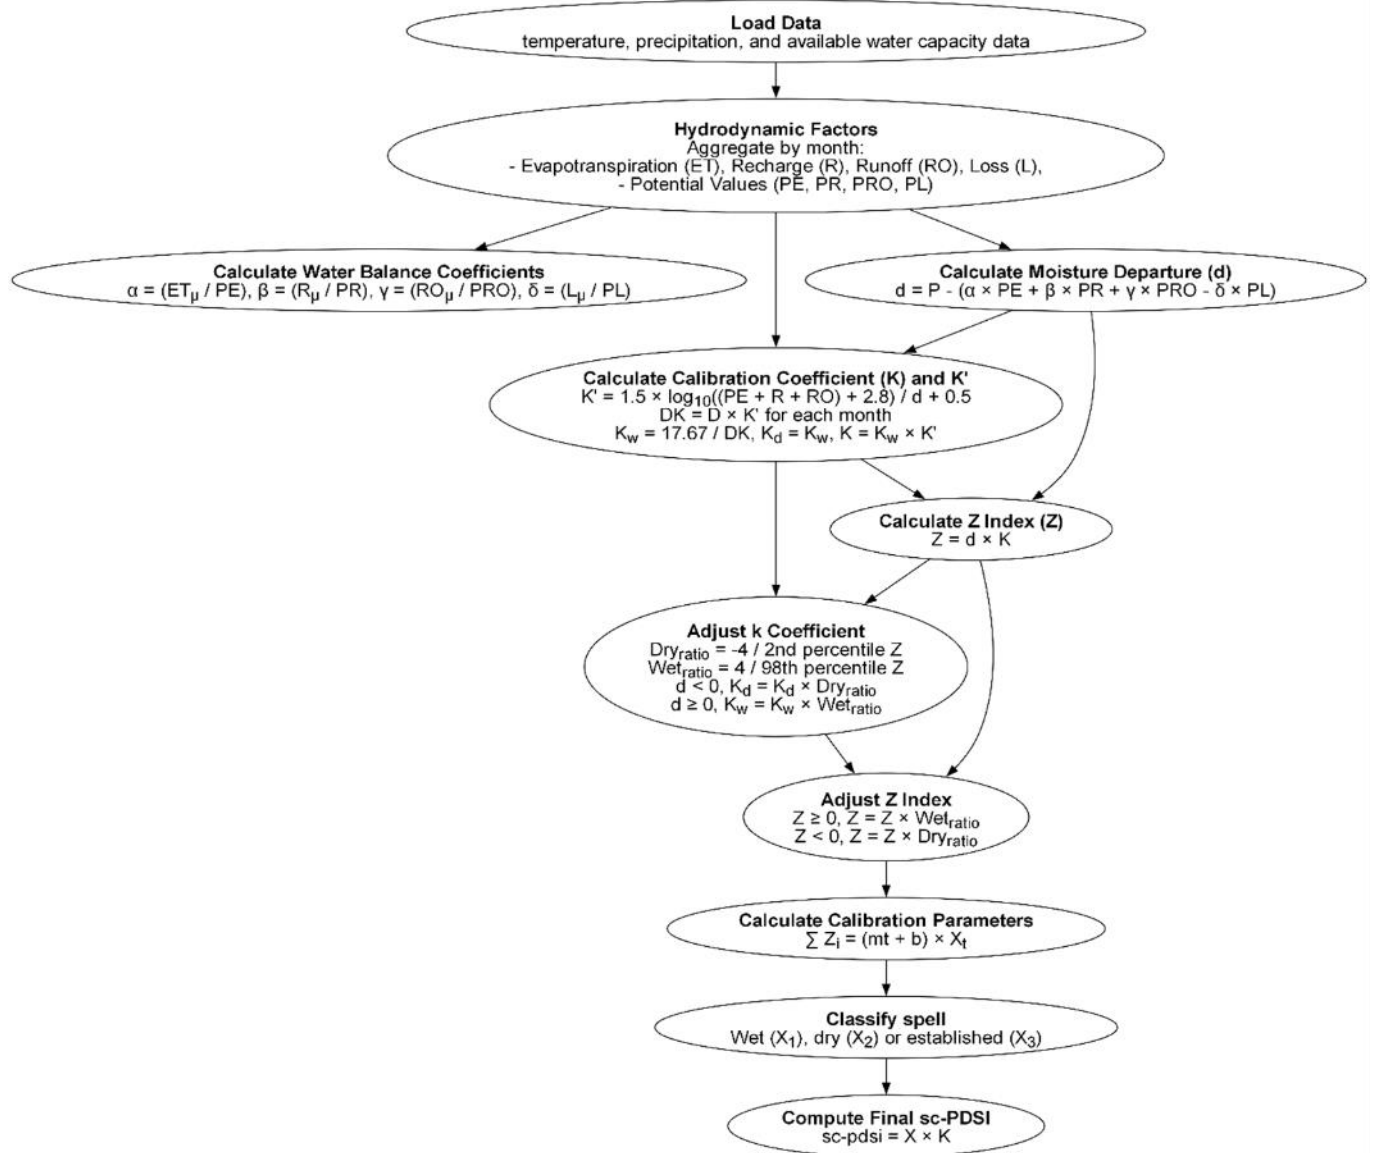 Load Data
temperature, precipitation, and available water capacity data
Hydrodynamic Factors
Aggregate by month:
- Evapotranspiration (ET), Recharge (R), Runoff (RO), Loss (L),
- Potential Values (PE, PR, PRO, PL)
Calculate Water Balance Coefficients
α = (ETμ / PE), β = (Rμ / PR), γ = (ROμ / PRO), δ = (Lμ / PL)
Calculate Moisture Departure (d)
d = P - (α × PE + β × PR + γ × PRO - δ × PL)
Calculate Calibration Coefficient (K) and K'
K' = 1.5 × log10((PE + R + RO) + 2.8) / d + 0.5
DK = D × K' for each month
Kw = 17.67 / DK, Kd = Kw, K = Kw × K'
Calculate Z Index (Z)
Z = d × K
Adjust k Coefficient
Dryratio = -4 / 2nd percentile Z
Wetratio = 4 / 98th percentile Z
d < 0, Kd = Kd × Dryratio
d ≥ 0, Kw = Kw × Wetratio
Adjust Z Index
Z ≥ 0, Z = Z × Wetratio
Z < 0, Z = Z × Dryratio
Calculate Calibration Parameters
∑ Zi = (mt + b) × Xt
Classify spell
Wet (X1), dry (X2) or established (X3)
Compute Final sc-PDSI
sc-pdsi = X × K